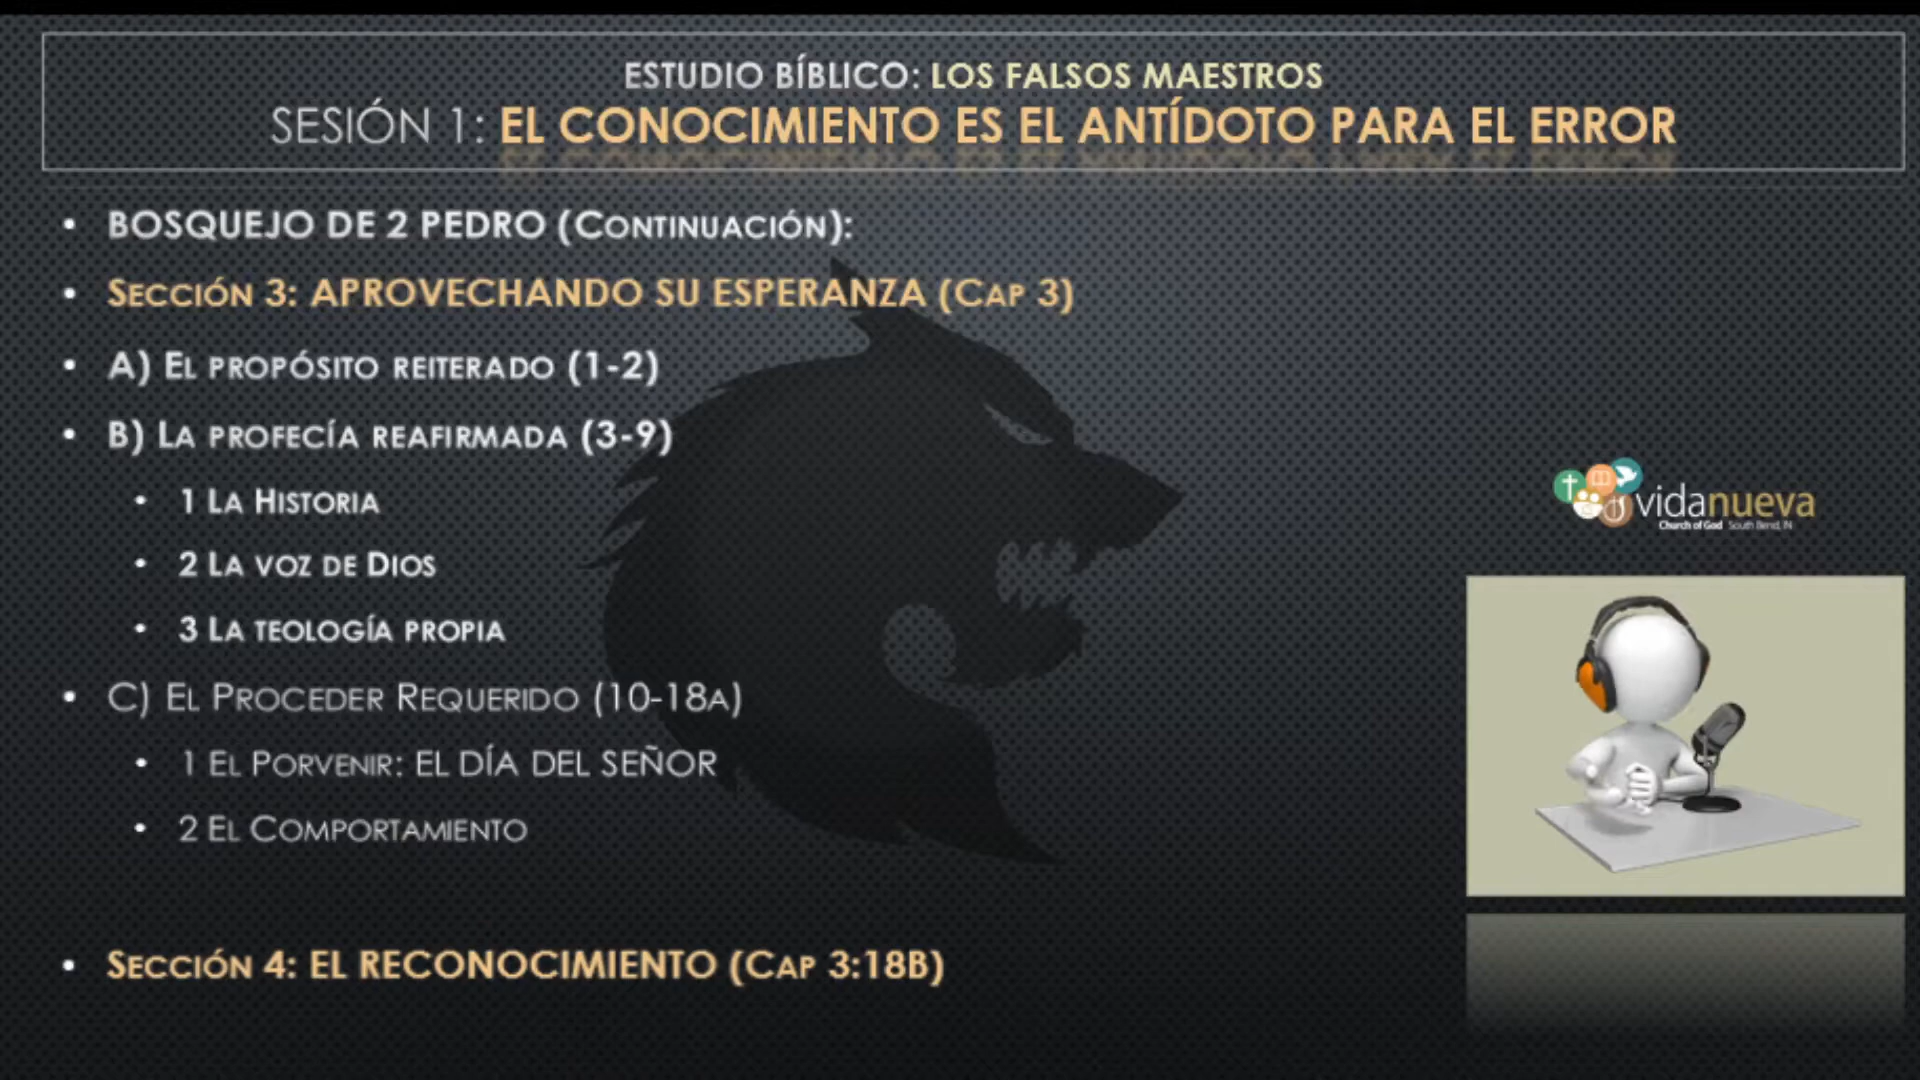 ESTUDIO BÍBLICO: LOS FALSOS MAESTROS
SESIÓN 1: EL CONOCIMIENTO ES EL ANTÍDOTO PARA EL ERROR
• BOSQUEJO DE 2 PEDRO (CONTINUACIÓN):
• SECCIÓN 3: APROVECHANDO SU ESPERANZA (CAP 3)
• A) EL PROPÓSITO REITERADO (1-2)
• B) LA PROFECÍA REAFIRMADA (3-9)
• 1 LA HISTORIA
• 2 LA VOZ DE DIOS
• 3 LA TEOLOGÍA PROPIA
• C) EL PROCEDER REQUERIDO (10-18A)
• 1 EL PORVENIR: EL DÍA DEL SEÑOR
• 2 EL COMPORTAMIENTO
• SECCIÓN 4: EL RECONOCIMIENTO (CAP 3:18B)
vidanueva
Church of God South Bend, IN